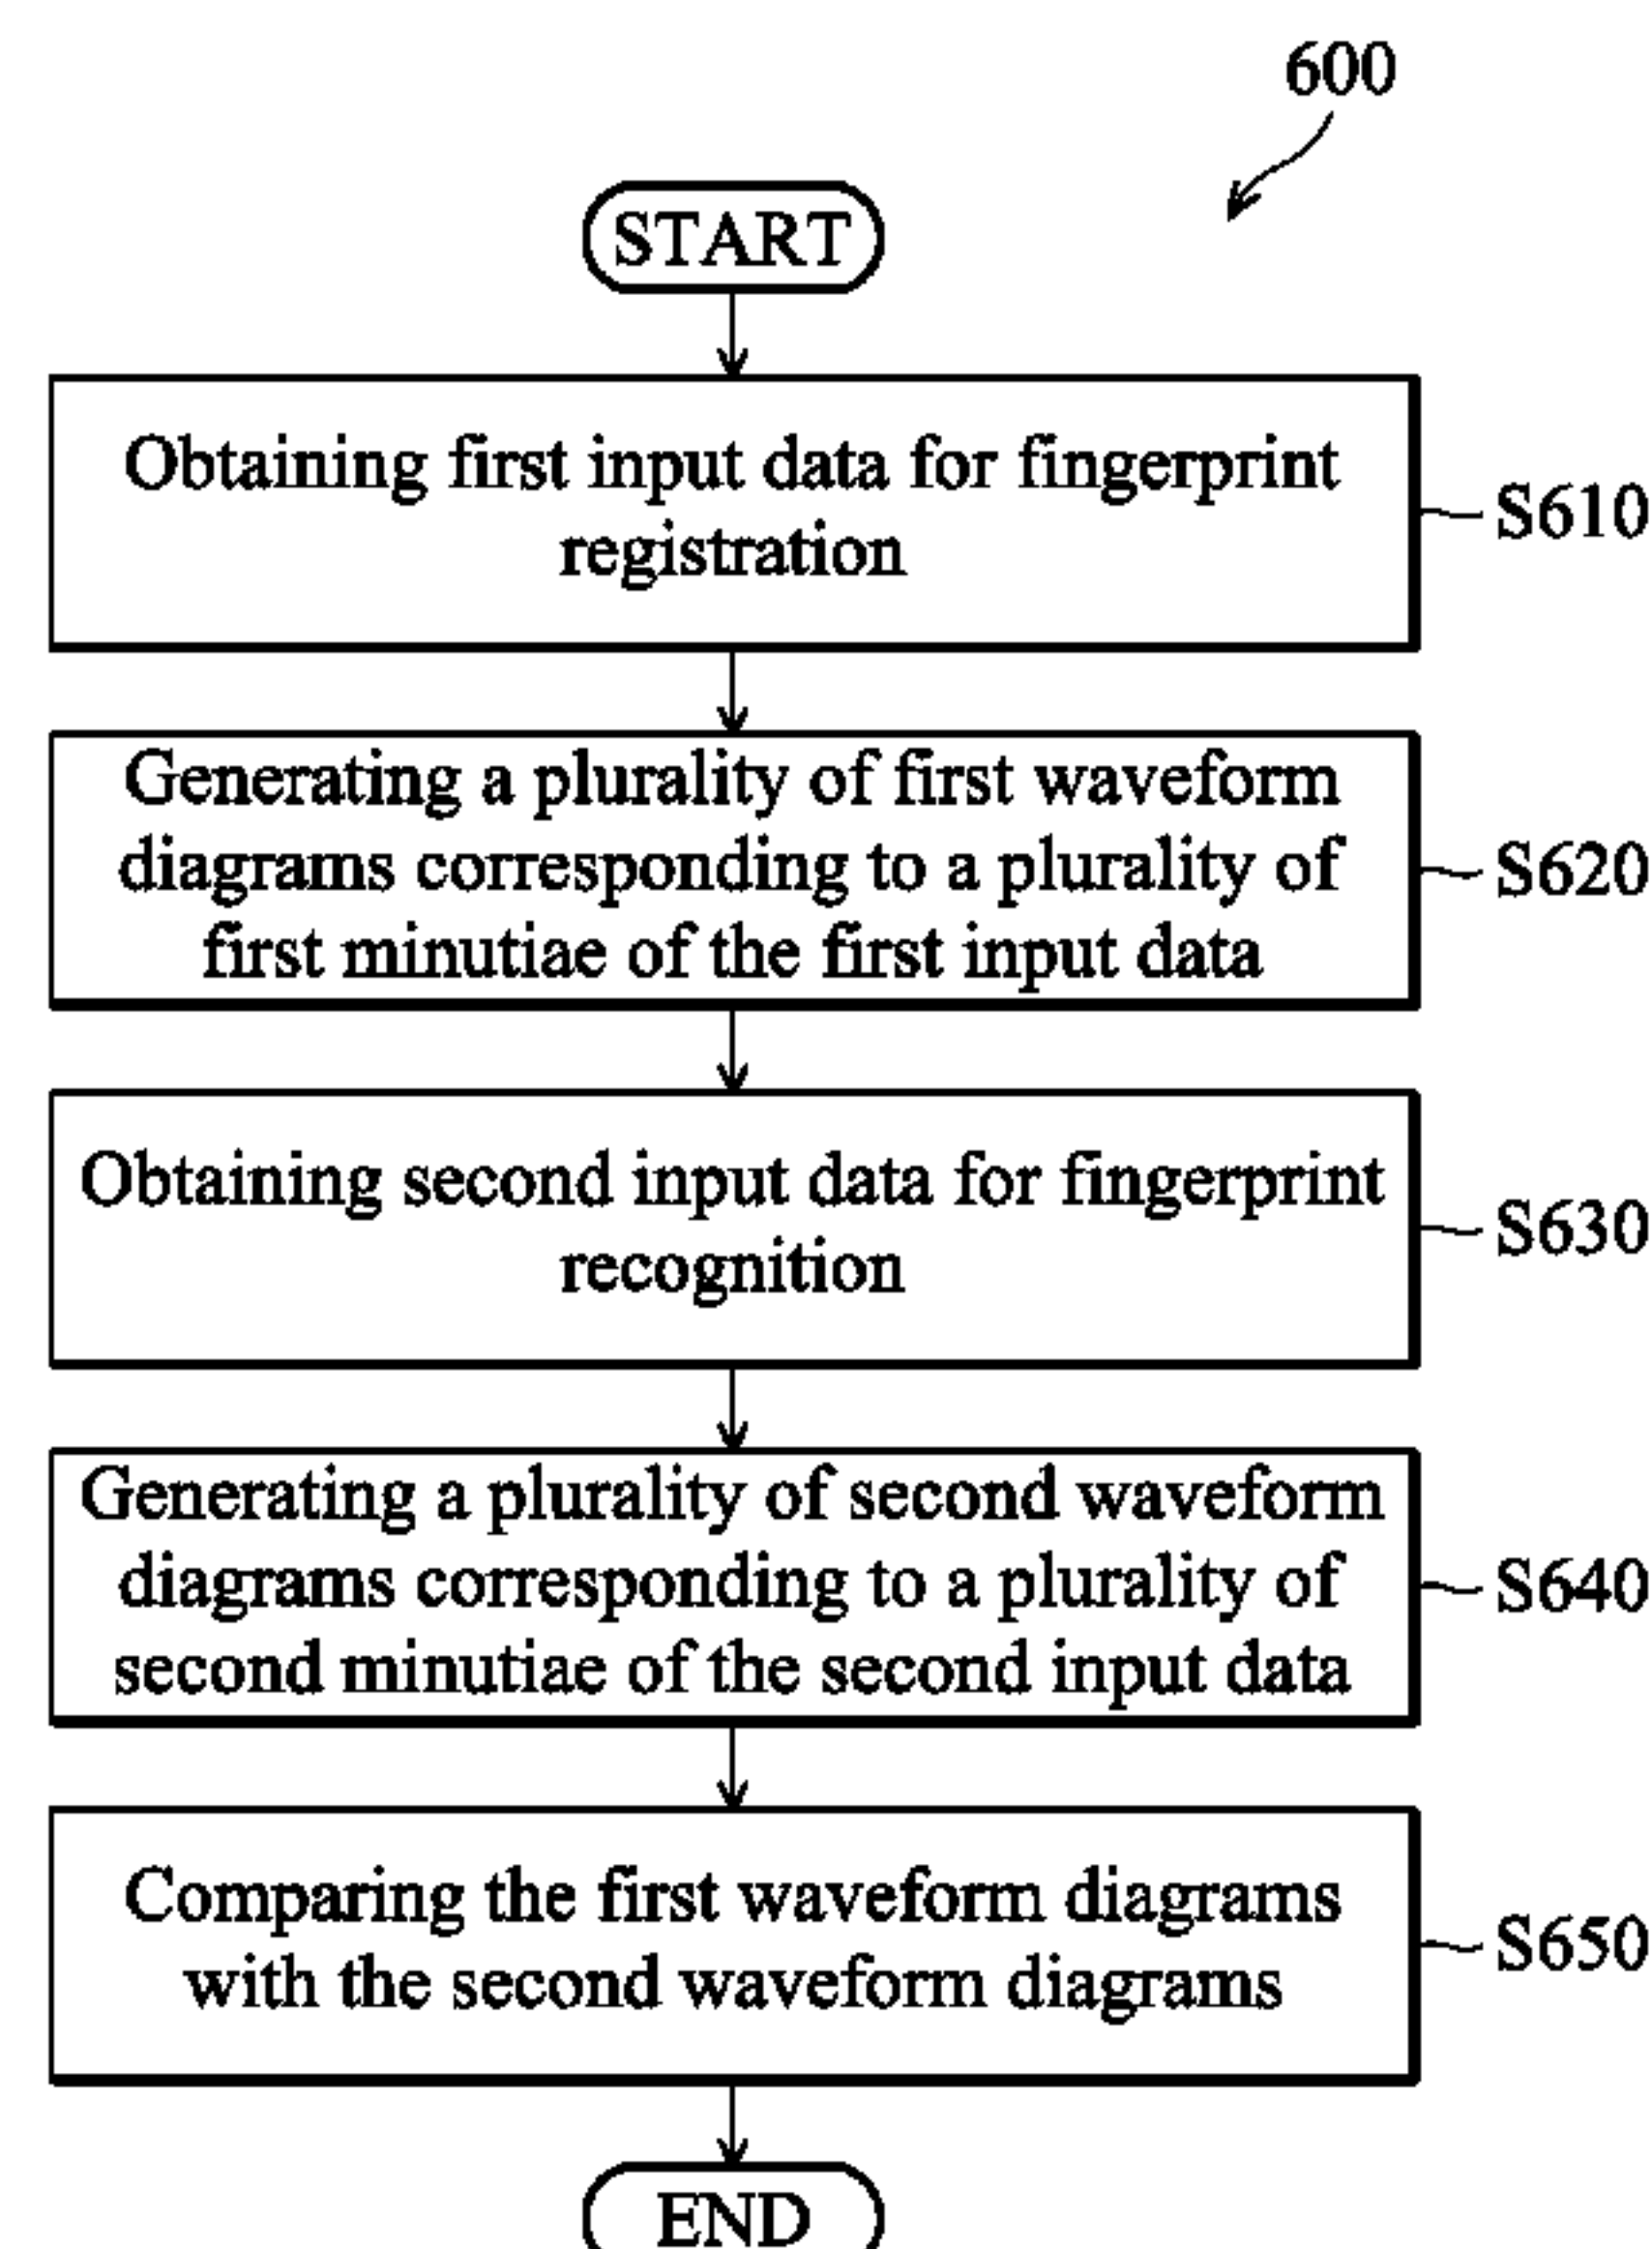 600
START
Obtaining first input data for fingerprint
registration
S610
Generating a plurality of first waveform
diagrams corresponding to a plurality of
first minutiae of the first input data
S620
Obtaining second input data for fingerprint
recognition
S630
Generating a plurality of second waveform
diagrams corresponding to a plurality of
second minutiae of the second input data
S640
Comparing the first waveform diagrams
with the second waveform diagrams
S650
END